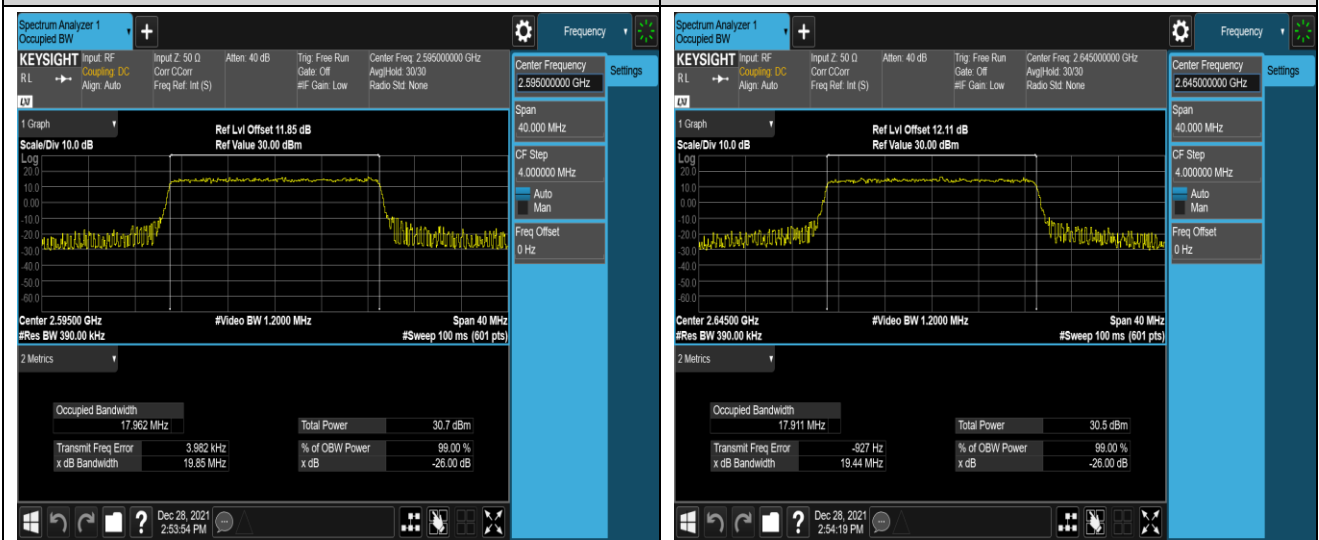 Spectrum Analyzer 1
Occupied BW
+
Frequency
KEYSIGHT Input: RF Input Z: 50 Ω Atten: 40 dB Trig: Free Run Center Freq: 2.595000000 GHz
RL Coupling: DC Corr CCorr Gate: Off Avg|Hold: 30/30
Align: Auto Freq Ref: Int (S) #IF Gain: Low Radio Std: None
LXI
Center Frequency
2.595000000 GHz
Settings
Span
40.000 MHz
CF Step
4.000000 MHz
Auto
Man
Freq Offset
0 Hz
1 Graph
Ref Lvl Offset 11.85 dB
Scale/Div 10.0 dB Ref Value 30.00 dBm
Log
20.0
10.0
0.00
-10.0
-20.0
-30.0
-40.0
-50.0
-60.0
Center 2.59500 GHz #Video BW 1.2000 MHz Span 40 MHz
#Res BW 390.00 kHz #Sweep 100 ms (601 pts)
2 Metrics
Occupied Bandwidth
17.962 MHz Total Power 30.7 dBm
Transmit Freq Error 3.982 kHz % of OBW Power 99.00 %
x dB Bandwidth 19.85 MHz x dB -26.00 dB
? Dec 28, 2021
2:53:54 PM
Spectrum Analyzer 1
Occupied BW
+
Frequency
KEYSIGHT Input: RF Input Z: 50 Ω Atten: 40 dB Trig: Free Run Center Freq: 2.645000000 GHz
RL Coupling: DC Corr CCorr Gate: Off Avg|Hold: 30/30
Align: Auto Freq Ref: Int (S) #IF Gain: Low Radio Std: None
LXI
Center Frequency
2.645000000 GHz
Settings
Span
40.000 MHz
CF Step
4.000000 MHz
Auto
Man
Freq Offset
0 Hz
1 Graph
Ref Lvl Offset 12.11 dB
Scale/Div 10.0 dB Ref Value 30.00 dBm
Log
20.0
10.0
0.00
-10.0
-20.0
-30.0
-40.0
-50.0
-60.0
Center 2.64500 GHz #Video BW 1.2000 MHz Span 40 MHz
#Res BW 390.00 kHz #Sweep 100 ms (601 pts)
2 Metrics
Occupied Bandwidth
17.911 MHz Total Power 30.5 dBm
Transmit Freq Error -927 Hz % of OBW Power 99.00 %
x dB Bandwidth 19.44 MHz x dB -26.00 dB
? Dec 28, 2021
2:54:19 PM